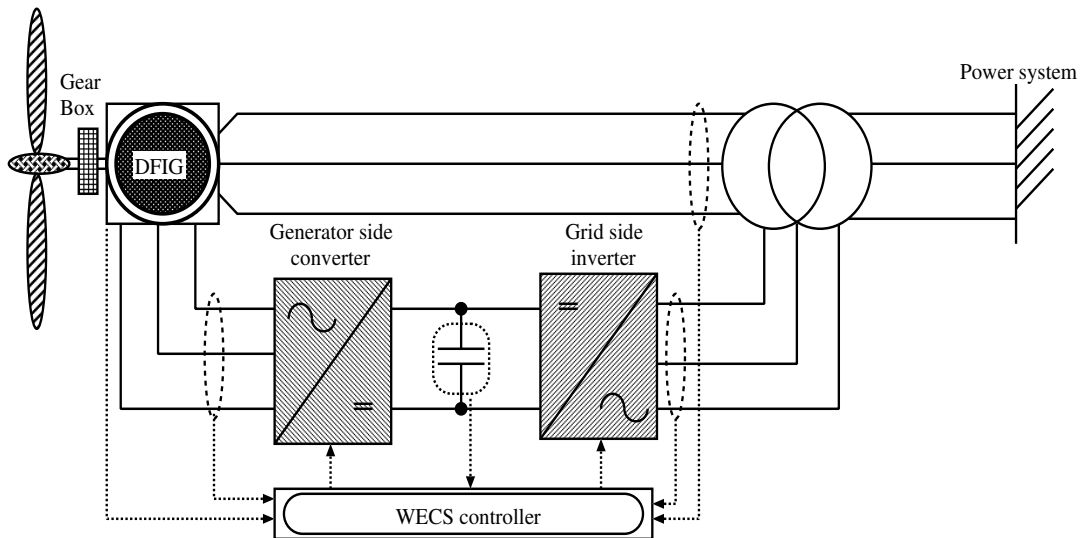 Power system
Gear
Box
DFIG
Generator side
converter
Grid side
inverter
WECS controller